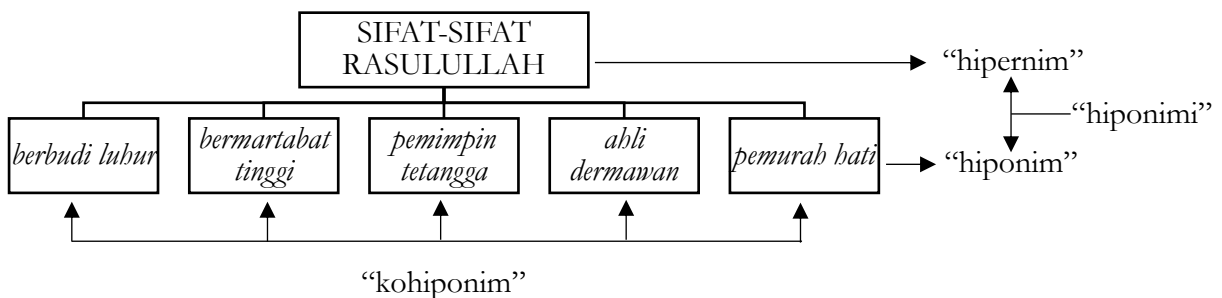 SIFAT-SIFAT
RASULULLAH
“hipernim”
“hiponimi”
berbudi luhur
bermartabat
tinggi
pemimpin
tetangga
ahli
dermawan
pemurah hati
“hiponim”
“kohiponim”